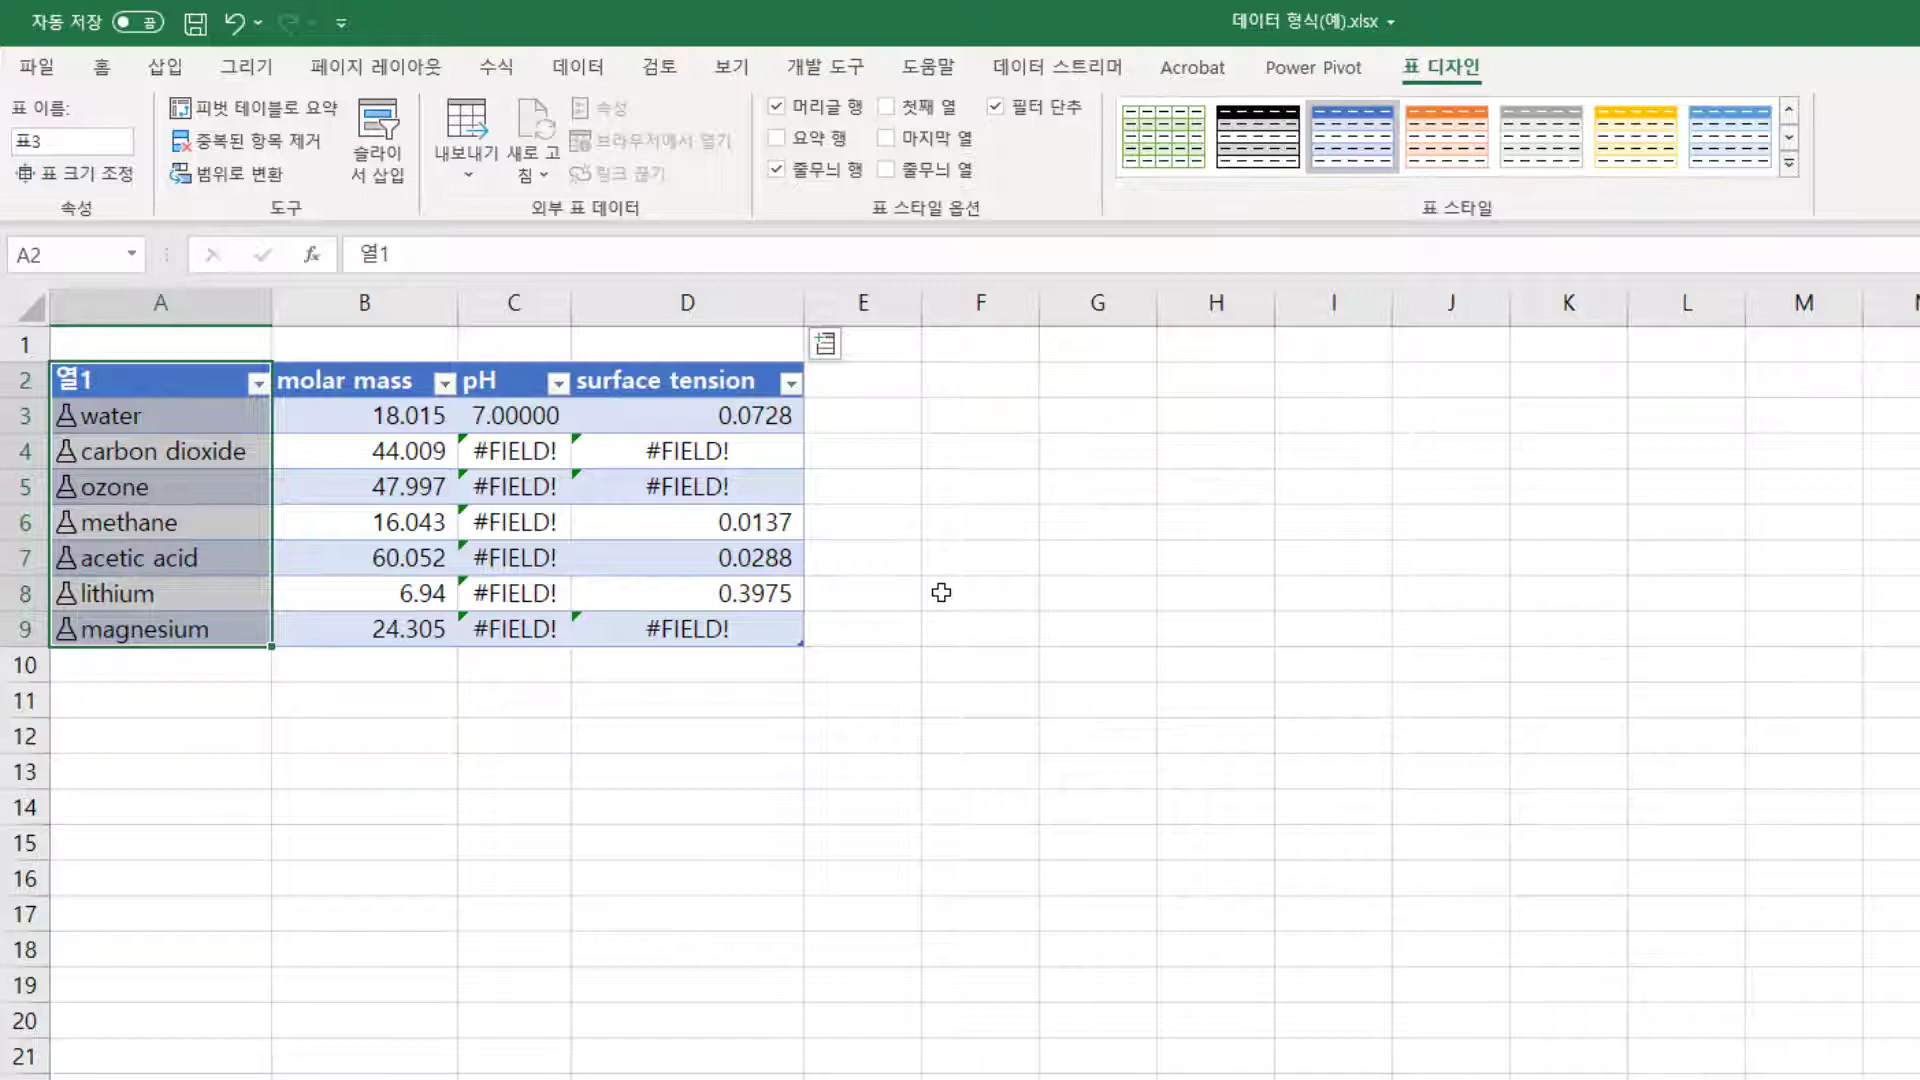 자동 저장 끔 데이터 형식(예).xlsx
파일 홈 삽입 그리기 페이지 레이아웃 수식 데이터 검토 보기 개발 도구 도움말 데이터 스트리머 Acrobat Power Pivot 표 디자인
표 이름:
표3
표 크기 조정
속성
피벗 테이블로 요약
중복된 항목 제거
범위로 변환
슬라이
서 삽입
도구
내보내기
새로 고
침
속성
브라우저에서 열기
링크 끊기
외부 표 데이터
머리글 행 첫째 열 필터 단추
요약 행 마지막 열
줄무늬 행 줄무늬 열
표 스타일 옵션
표 스타일
A2 fx 열1
A B C D E F G H I J K L M
1
2 열1 molar mass pH surface tension
3 water 18.015 7.00000 0.0728
4 carbon dioxide 44.009 #FIELD! #FIELD!
5 ozone 47.997 #FIELD! #FIELD!
6 methane 16.043 #FIELD! 0.0137
7 acetic acid 60.052 #FIELD! 0.0288
8 lithium 6.94 #FIELD! 0.3975
9 magnesium 24.305 #FIELD! #FIELD!
10
11
12
13
14
15
16
17
18
19
20
21